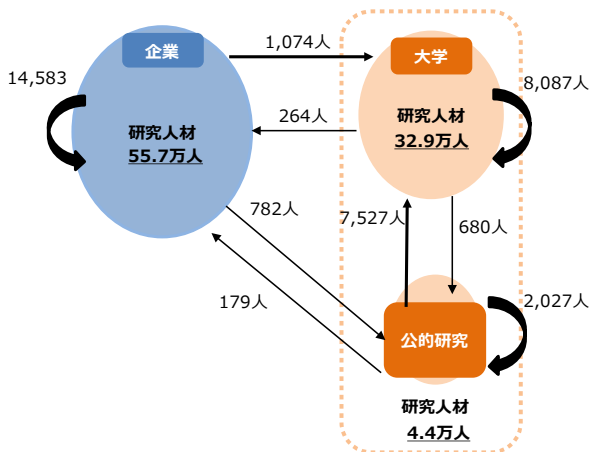 企業
1,074人
大学
14,583
8,087人
研究人材
55.7万人
264人
研究人材
32.9万人
782人
7,527人
680人
179人
2,027人
公的研究
研究人材
4.4万人